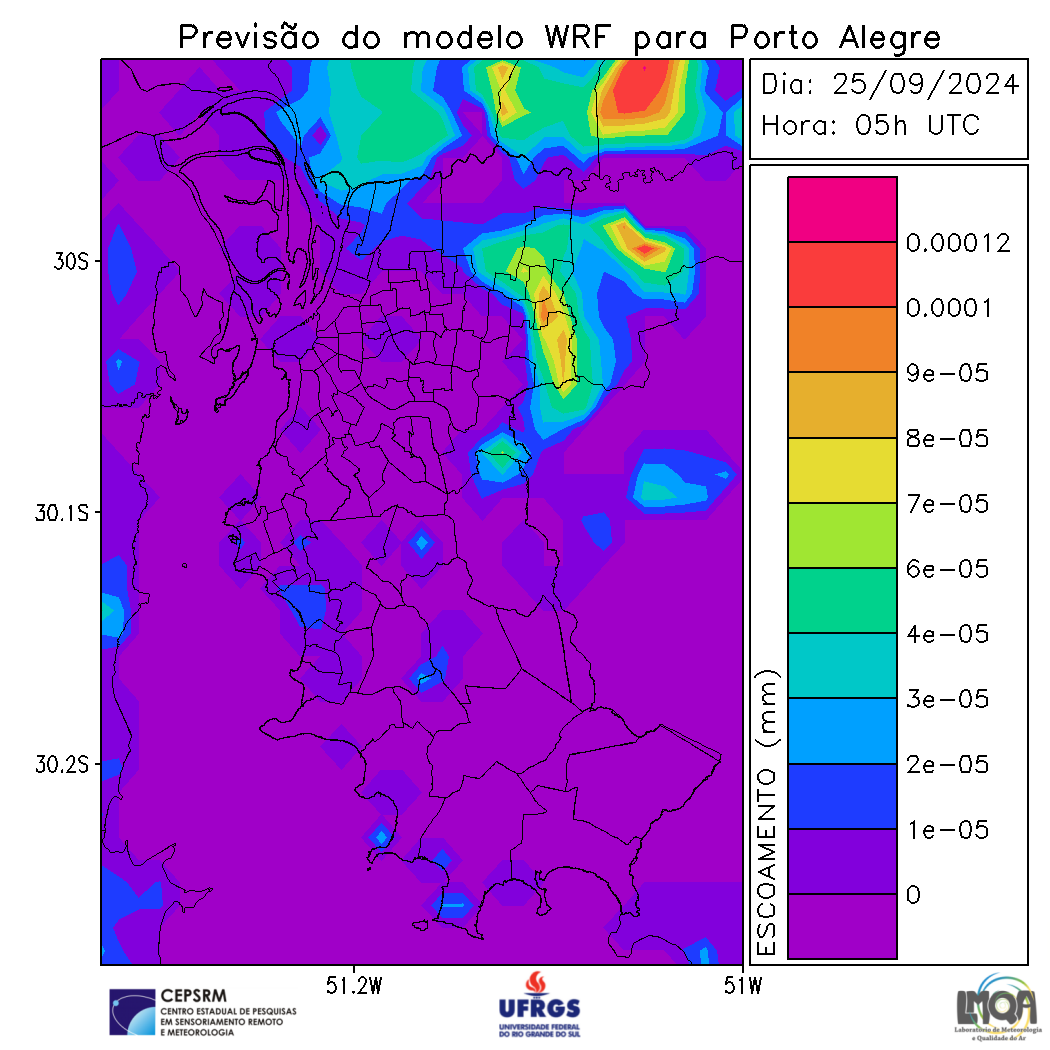 Previsão do modelo WRF para Porto Alegre
Dia: 25/09/2024
Hora: 05h UTC
0.00012
0.0001
9e-05
8e-05
7e-05
6e-05
4e-05
3e-05
2e-05
1e-05
0
ESCOAMENTO (mm)
30S
30.1S
30.2S
51.2W
51W
CEPSRM
CENTRO ESTADUAL DE PESQUISAS
EM SENSORIAMENTO REMOTO
E METEOROLOGIA
UFRGS
UNIVERSIDADE FEDERAL
DO RIO GRANDE DO SUL
LMQA
Laboratório de Meteorologia
e Qualidade do Ar